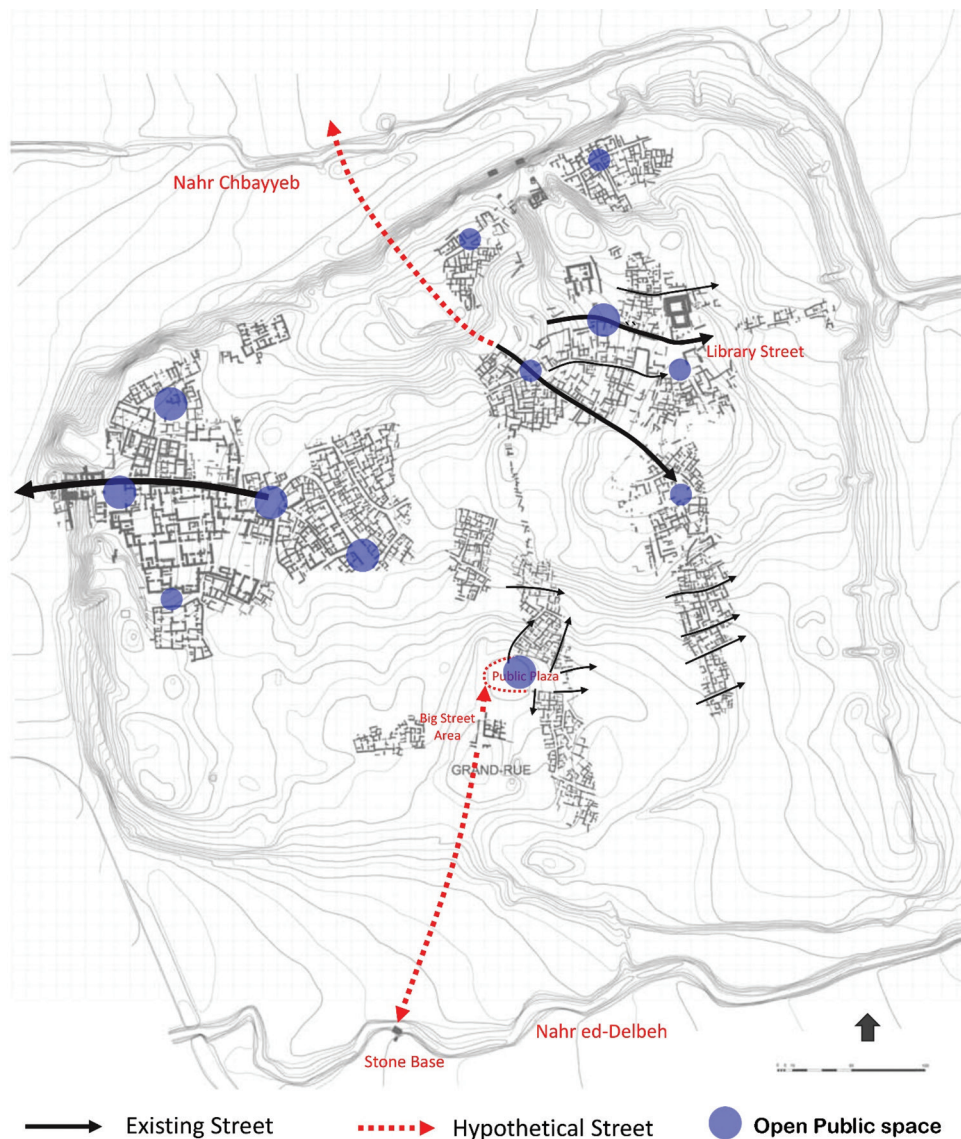 Nahr Chbayyeb
Library Street
Public Plaza
Big Street
Area
GRAND-RUE
Nahr ed-Delbeh
Stone Base
Existing Street
Hypothetical Street
Open Public space